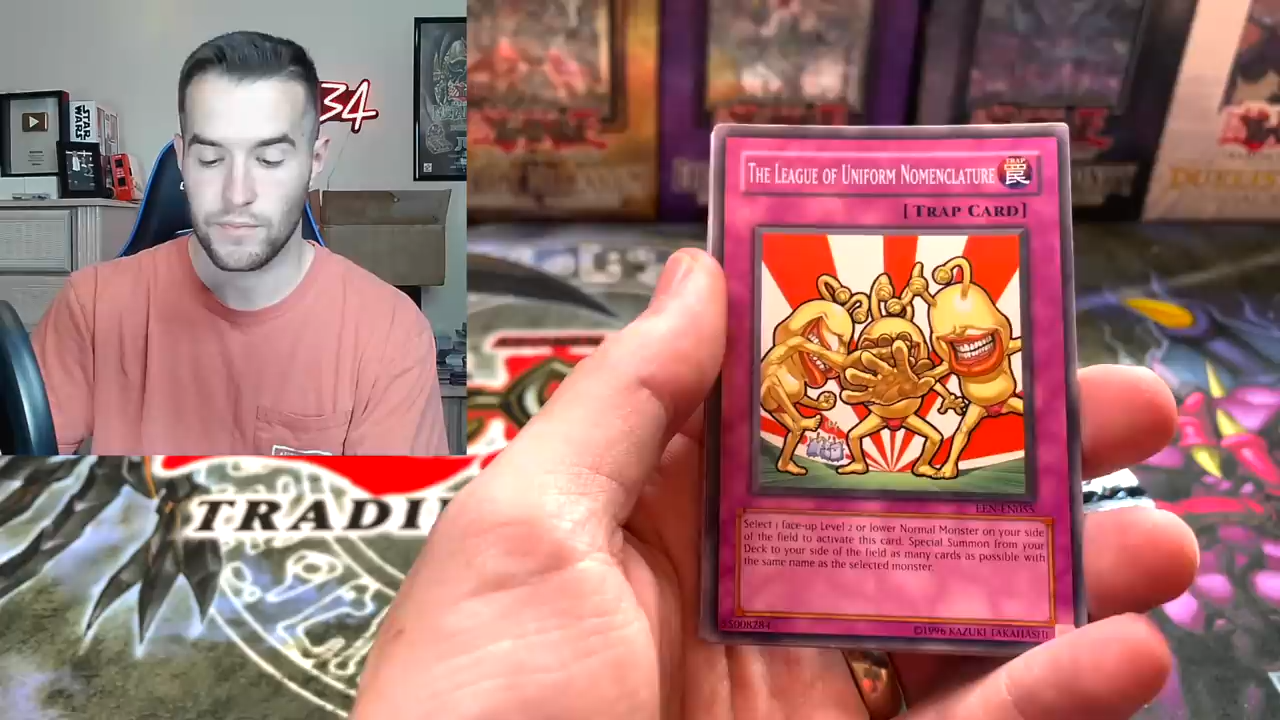 STAR
WARS
34
THE LEAGUE OF UNIFORM NOMENCLATURE
TRAP
罠
[TRAP CARD]
EEN-EN055
Select 1 face-up Level 2 or lower Normal Monster on your side
of the field to activate this card. Special Summon from your
Deck to your side of the field as many cards as possible with
the same name as the selected monster.
55008284
©1996 KAZUKI TAKAHASHI
TRADI